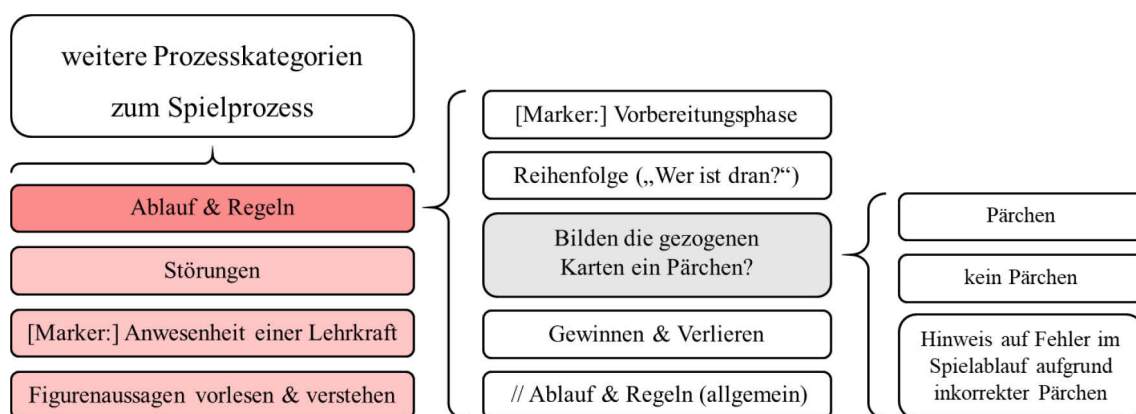 weitere Prozesskategorien
zum Spielprozess
Ablauf & Regeln
Störungen
[Marker:] Anwesenheit einer Lehrkraft
Figurenaussagen vorlesen & verstehen
[Marker:] Vorbereitungsphase
Reihenfolge („Wer ist dran?“)
Bilden die gezogenen
Karten ein Pärchen?
Gewinnen & Verlieren
// Ablauf & Regeln (allgemein)
Pärchen
kein Pärchen
Hinweis auf Fehler im
Spielablauf aufgrund
inkorrekter Pärchen